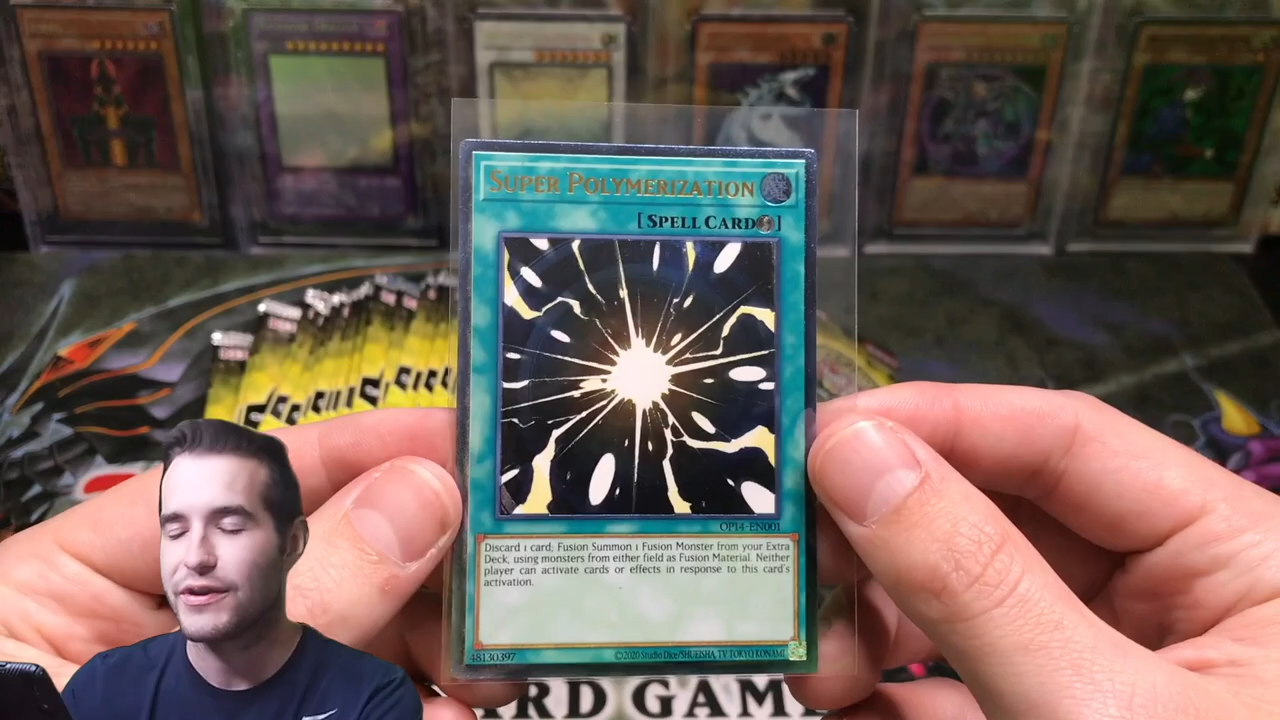 SUPER POLYMERIZATION
[SPELL CARD]
OP14-EN001
Discard 1 card; Fusion Summon 1 Fusion Monster from your Extra
Deck, using monsters from either field as Fusion Material. Neither
player can activate cards or effects in response to this card's
activation.
48130397
©2020 Studio Dice/SHUEISHA, TV TOKYO, KONAMI
ARD GAM